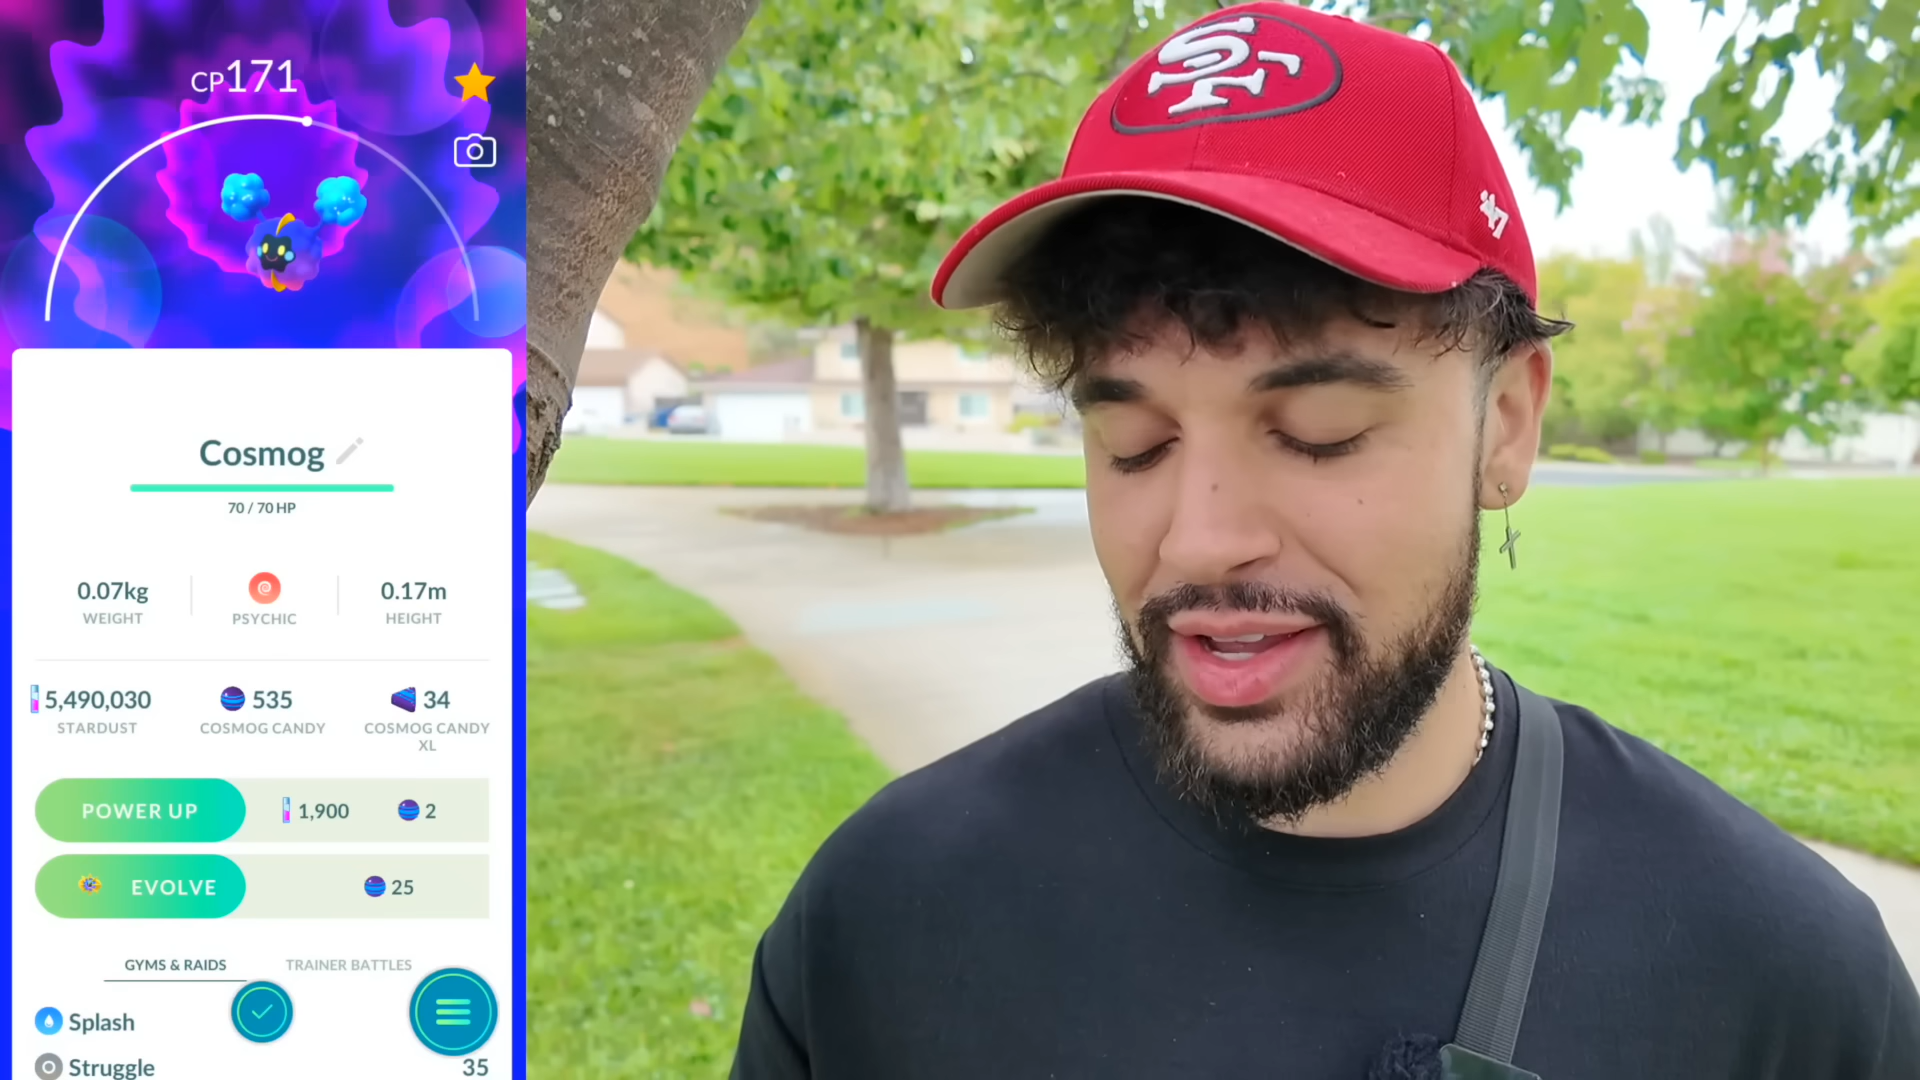 CP171
Cosmog
70 / 70 HP
0.07kg
WEIGHT
PSYCHIC
0.17m
HEIGHT
5,490,030
STARDUST
535
COSMOG CANDY
34
COSMOG CANDY
XL
POWER UP
1,900
2
EVOLVE
25
GYMS & RAIDS
TRAINER BATTLES
Splash
Struggle
35
SF
47